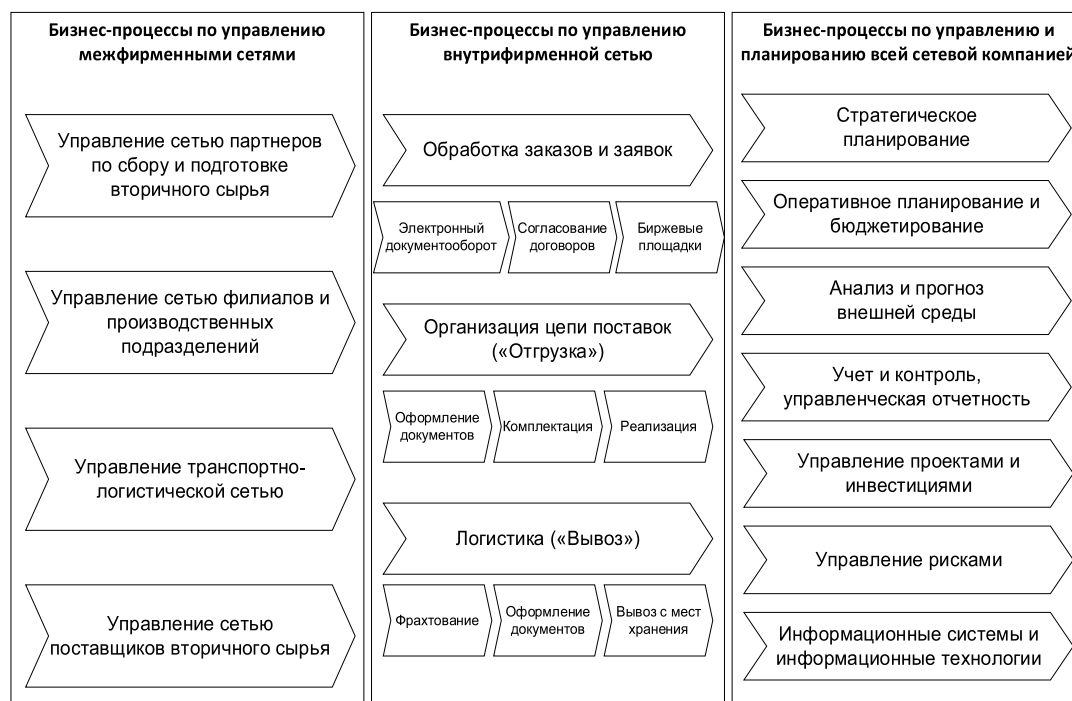 Бизнес-процессы по управлению
межфирменными сетями
Управление сетью партнеров
по сбору и подготовке
вторичного сырья
Управление сетью филиалов и
производственных
подразделений
Управление транспортно-
логистической сетью
Управление сетью
поставщиков вторичного сырья
Бизнес-процессы по управлению
внутрифирменной сетью
Обработка заказов и заявок
Электронный
документооборот
Согласование
договоров
Биржевые
площадки
Организация цепи поставок
(«Отгрузка»)
Оформление
документов
Комплектация
Реализация
Логистика («Вывоз»)
Фрахтование
Оформление
документов
Вывоз с мест
хранения
Бизнес-процессы по управлению и
планированию всей сетевой компанией
Стратегическое
планирование
Оперативное планирование и
бюджетирование
Анализ и прогноз
внешней среды
Учет и контроль,
управленческая отчетность
Управление проектами и
инвестициями
Управление рисками
Информационные системы и
информационные технологии